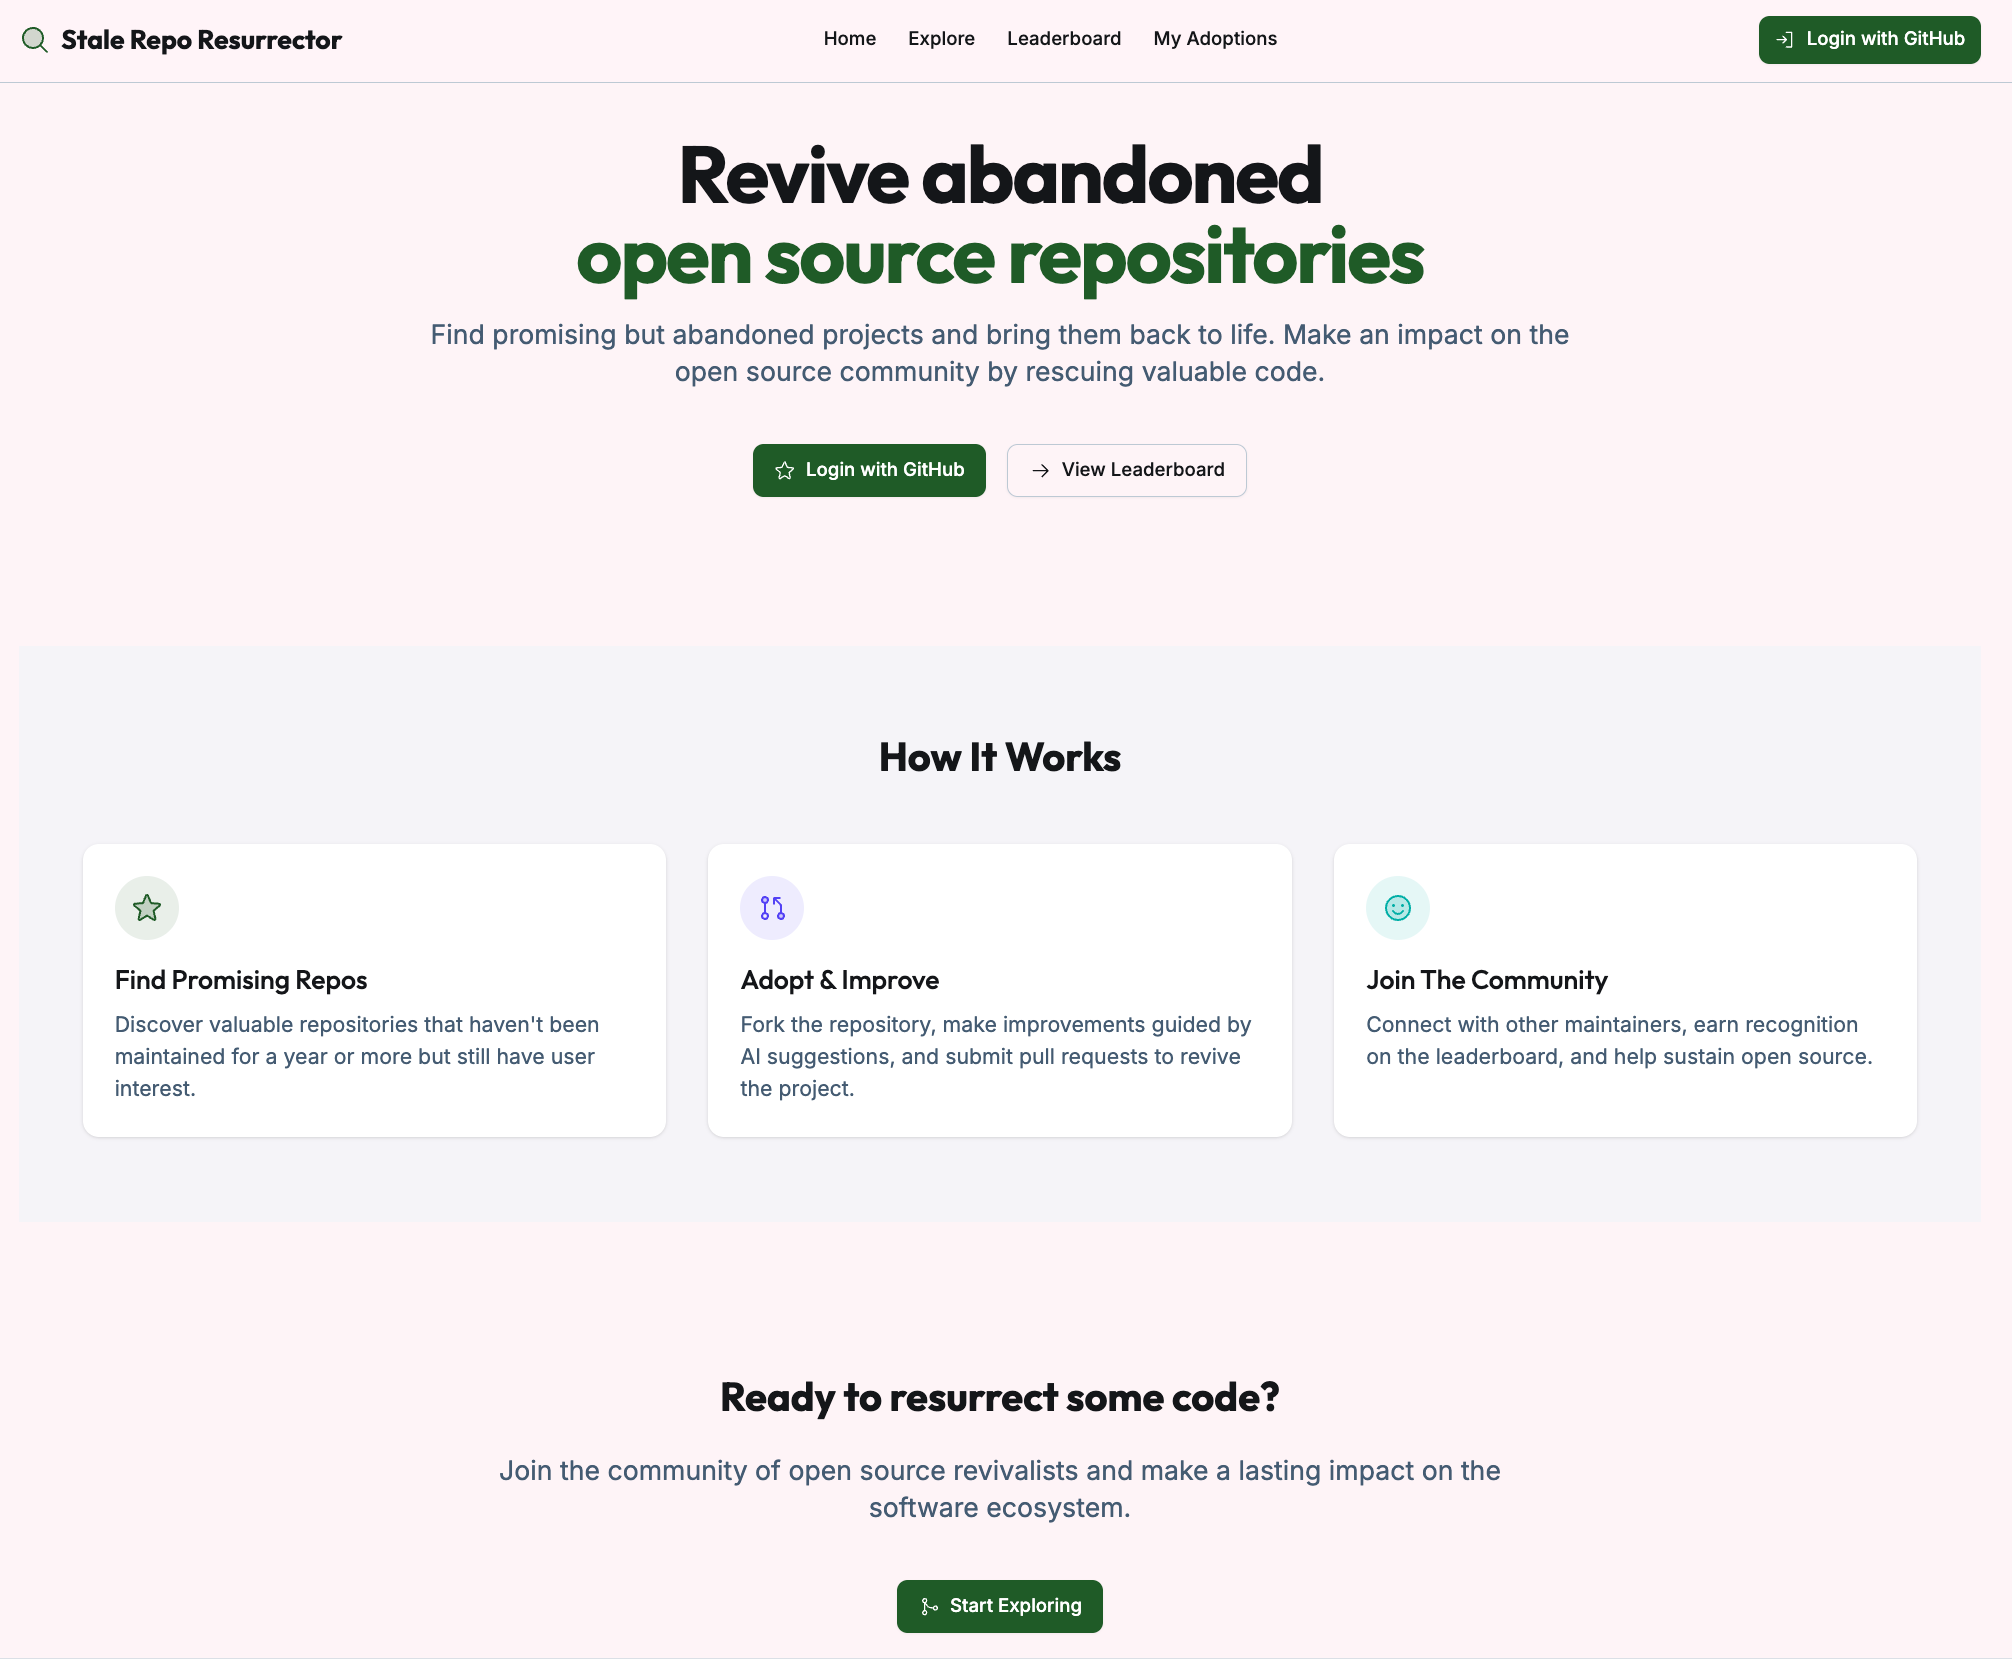 Stale Repo Resurrector
Home
Explore
Leaderboard
My Adoptions
Login with GitHub
Revive abandoned
open source repositories
Find promising but abandoned projects and bring them back to life. Make an impact on the
open source community by rescuing valuable code.
Login with GitHub
View Leaderboard
How It Works
Find Promising Repos
Discover valuable repositories that haven't been
maintained for a year or more but still have user
interest.
Adopt & Improve
Fork the repository, make improvements guided by
AI suggestions, and submit pull requests to revive
the project.
Join The Community
Connect with other maintainers, earn recognition
on the leaderboard, and help sustain open source.
Ready to resurrect some code?
Join the community of open source revivalists and make a lasting impact on the
software ecosystem.
Start Exploring